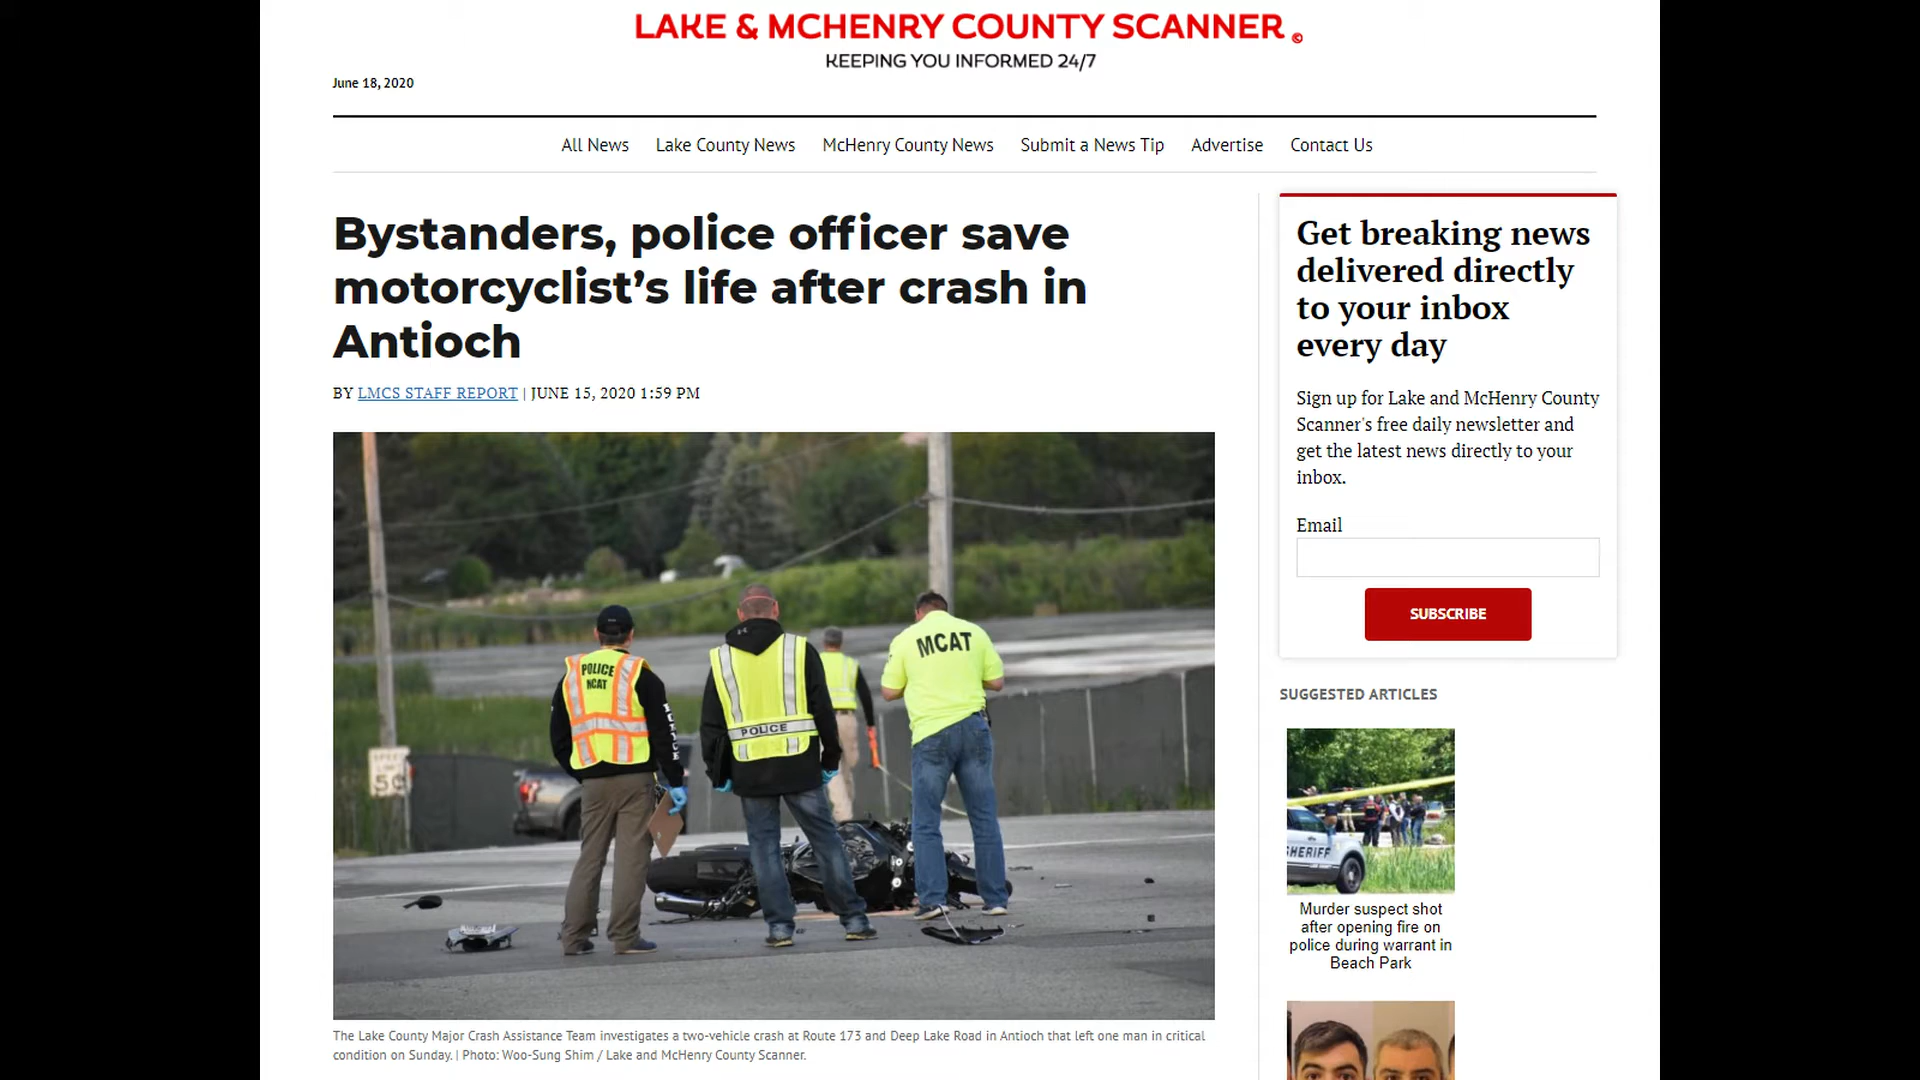 LAKE & MCHENRY COUNTY SCANNER ©
KEEPING YOU INFORMED 24/7
June 18, 2020
All News Lake County News McHenry County News Submit a News Tip Advertise Contact Us
Bystanders, police officer save
motorcyclist’s life after crash in
Antioch
BY LMCS STAFF REPORT | JUNE 15, 2020 1:59 PM
POLICE
MCAT
POLICE
POLICE
MCAT
SPEED
LIMIT
50
The Lake County Major Crash Assistance Team investigates a two-vehicle crash at Route 173 and Deep Lake Road in Antioch that left one man in critical
condition on Sunday. | Photo: Woo-Sung Shim / Lake and McHenry County Scanner.
Get breaking news
delivered directly
to your inbox
every day
Sign up for Lake and McHenry County
Scanner's free daily newsletter and
get the latest news directly to your
inbox.
Email
SUBSCRIBE
SUGGESTED ARTICLES
SHERIFF
Murder suspect shot
after opening fire on
police during warrant in
Beach Park